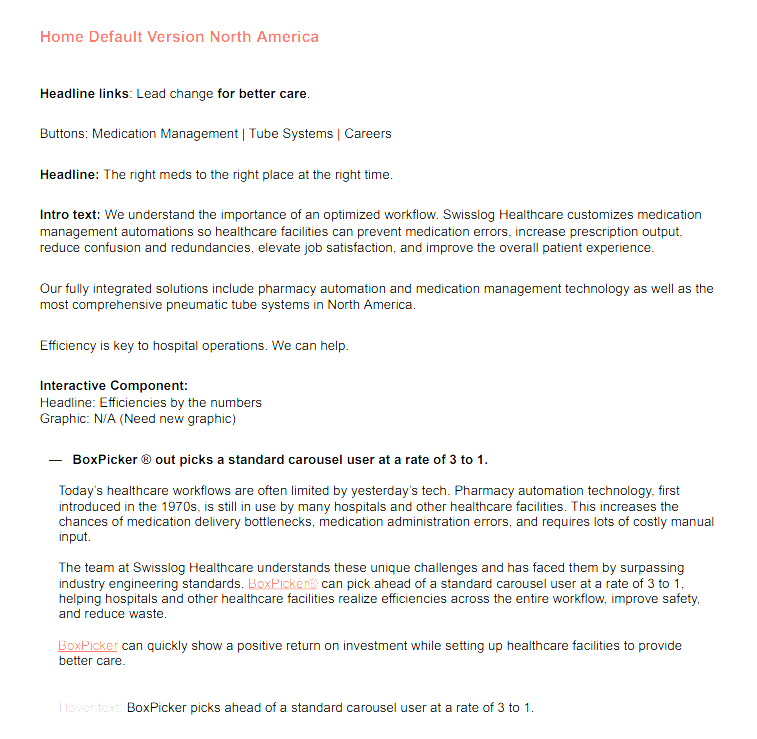 Home Default Version North America
Headline links: Lead change for better care.
Buttons: Medication Management | Tube Systems | Careers
Headline: The right meds to the right place at the right time.
Intro text: We understand the importance of an optimized workflow. Swisslog Healthcare customizes medication
management automations so healthcare facilities can prevent medication errors, increase prescription output,
reduce confusion and redundancies, elevate job satisfaction, and improve the overall patient experience.
Our fully integrated solutions include pharmacy automation and medication management technology as well as the
most comprehensive pneumatic tube systems in North America.
Efficiency is key to hospital operations. We can help.
Interactive Component:
Headline: Efficiencies by the numbers
Graphic: N/A (Need new graphic)
— BoxPicker ® out picks a standard carousel user at a rate of 3 to 1.
Today's healthcare workflows are often limited by yesterday's tech. Pharmacy automation technology, first
introduced in the 1970s, is still in use by many hospitals and other healthcare facilities. This increases the
chances of medication delivery bottlenecks, medication administration errors, and requires lots of costly manual
input.
The team at Swisslog Healthcare understands these unique challenges and has faced them by surpassing
industry engineering standards. BoxPicker® can pick ahead of a standard carousel user at a rate of 3 to 1,
helping hospitals and other healthcare facilities realize efficiencies across the entire workflow, improve safety,
and reduce waste.
BoxPicker can quickly show a positive return on investment while setting up healthcare facilities to provide
better care.
Hover text: BoxPicker picks ahead of a standard carousel user at a rate of 3 to 1.